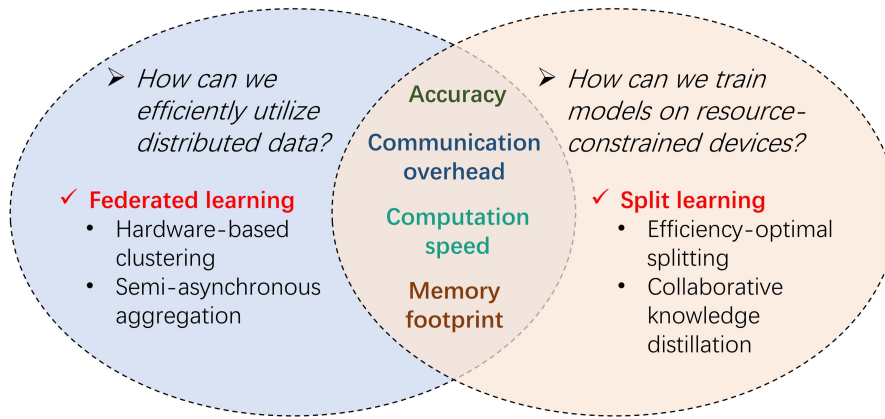 How can we
efficiently utilize
distributed data?
Federated learning
• Hardware-based
clustering
• Semi-asynchronous
aggregation
Accuracy
Communication
overhead
Computation
speed
Memory
footprint
How can we train
models on resource-
constrained devices?
Split learning
• Efficiency-optimal
splitting
• Collaborative
knowledge
distillation